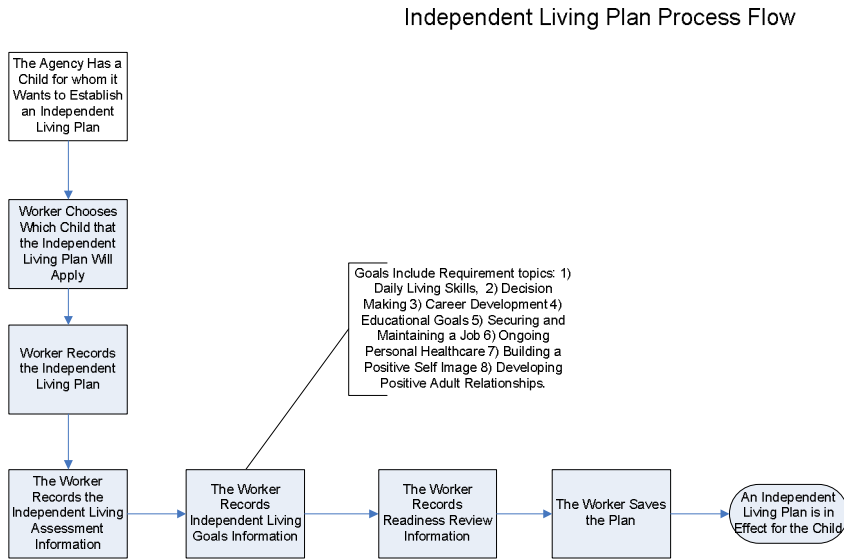 Independent Living Plan Process Flow
The Agency Has a
Child for whom it
Wants to Establish
an Independent
Living Plan
Worker Chooses
Which Child that
the Independent
Living Plan Will
Apply
Worker Records
the Independent
Living Plan
The Worker
Records the
Independent Living
Assessment
Information
Goals Include Requirement topics: 1)
Daily Living Skills,  2) Decision
Making 3) Career Development 4)
Educational Goals 5) Securing and
Maintaining a Job 6) Ongoing
Personal Healthcare 7) Building a
Positive Self Image 8) Developing
Positive Adult Relationships.
The Worker
Records
Independent Living
Goals Information
The Worker
Records
Readiness Review
Information
The Worker Saves
the Plan
An Independent
Living Plan is in
Effect for the Child